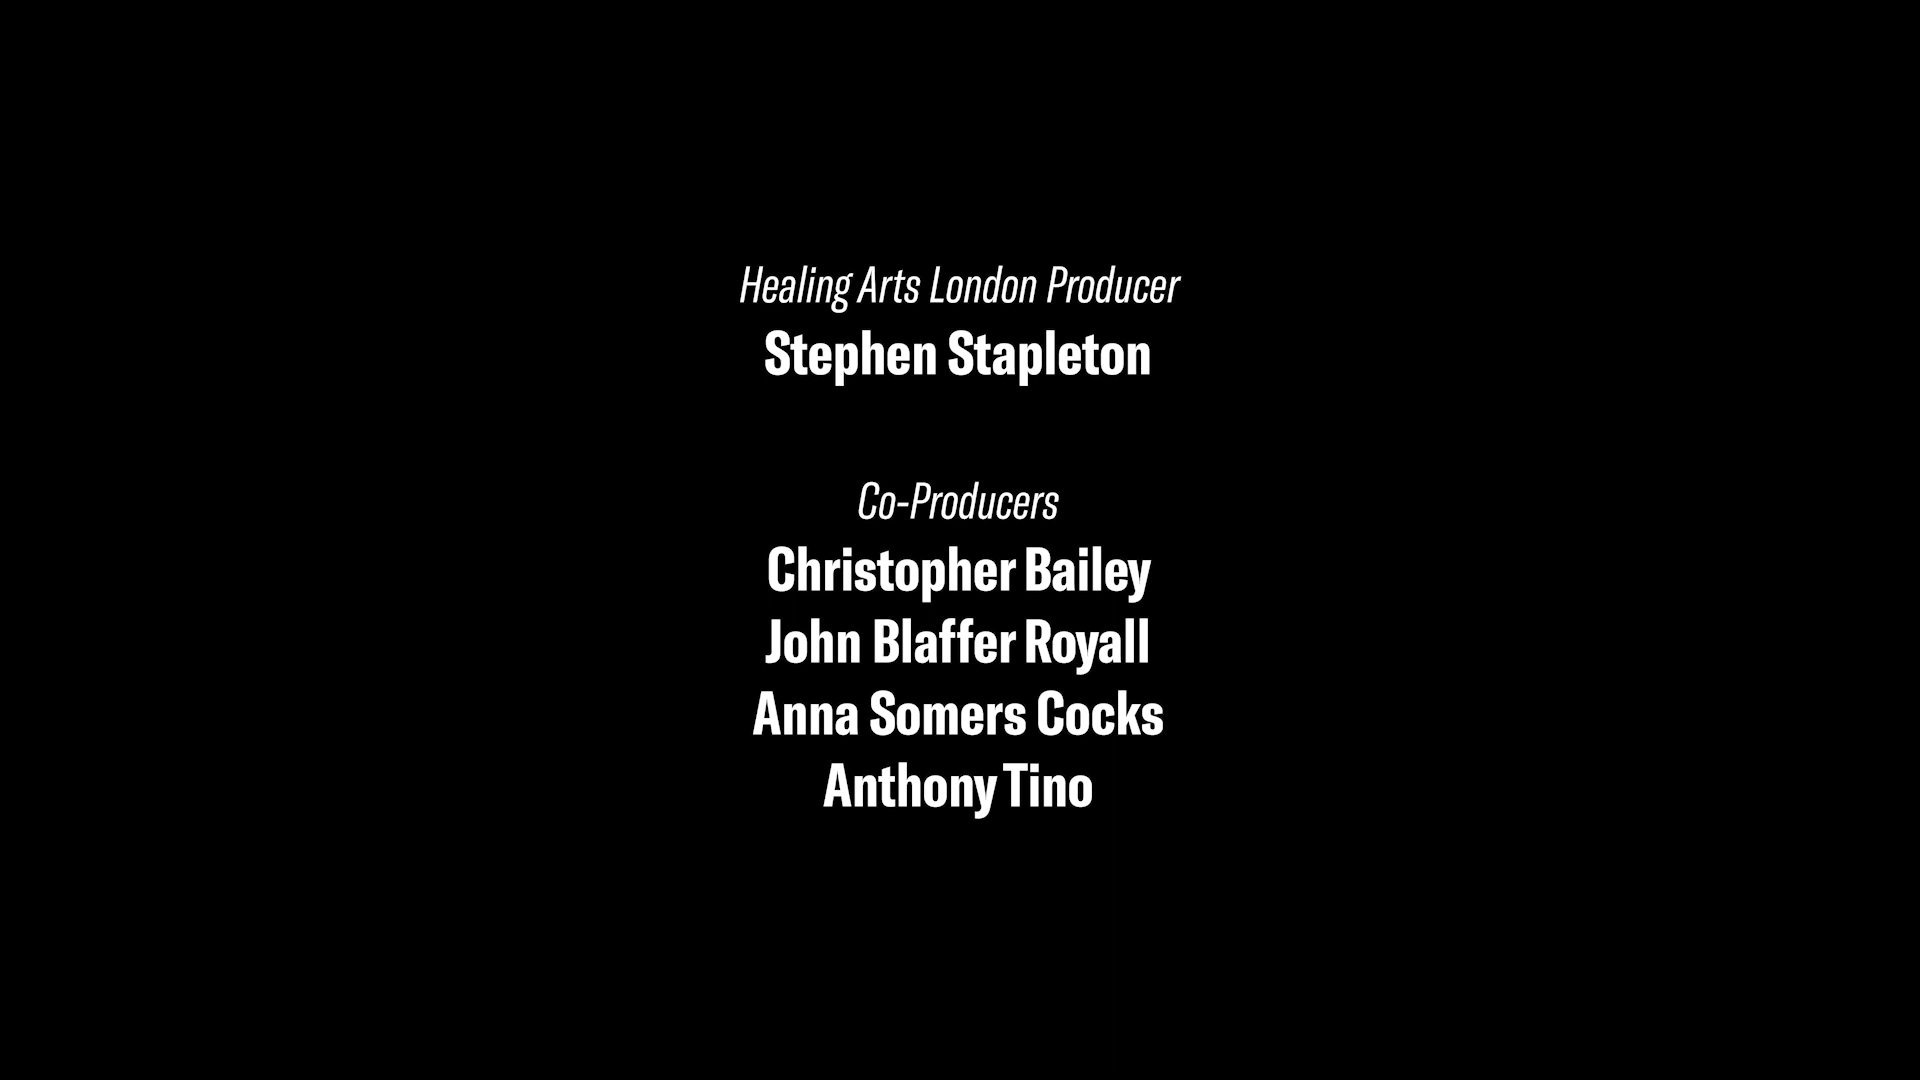 Healing Arts London Producer
Stephen Stapleton
Co-Producers
Christopher Bailey
John Blaffer Royall
Anna Somers Cocks
Anthony Tino